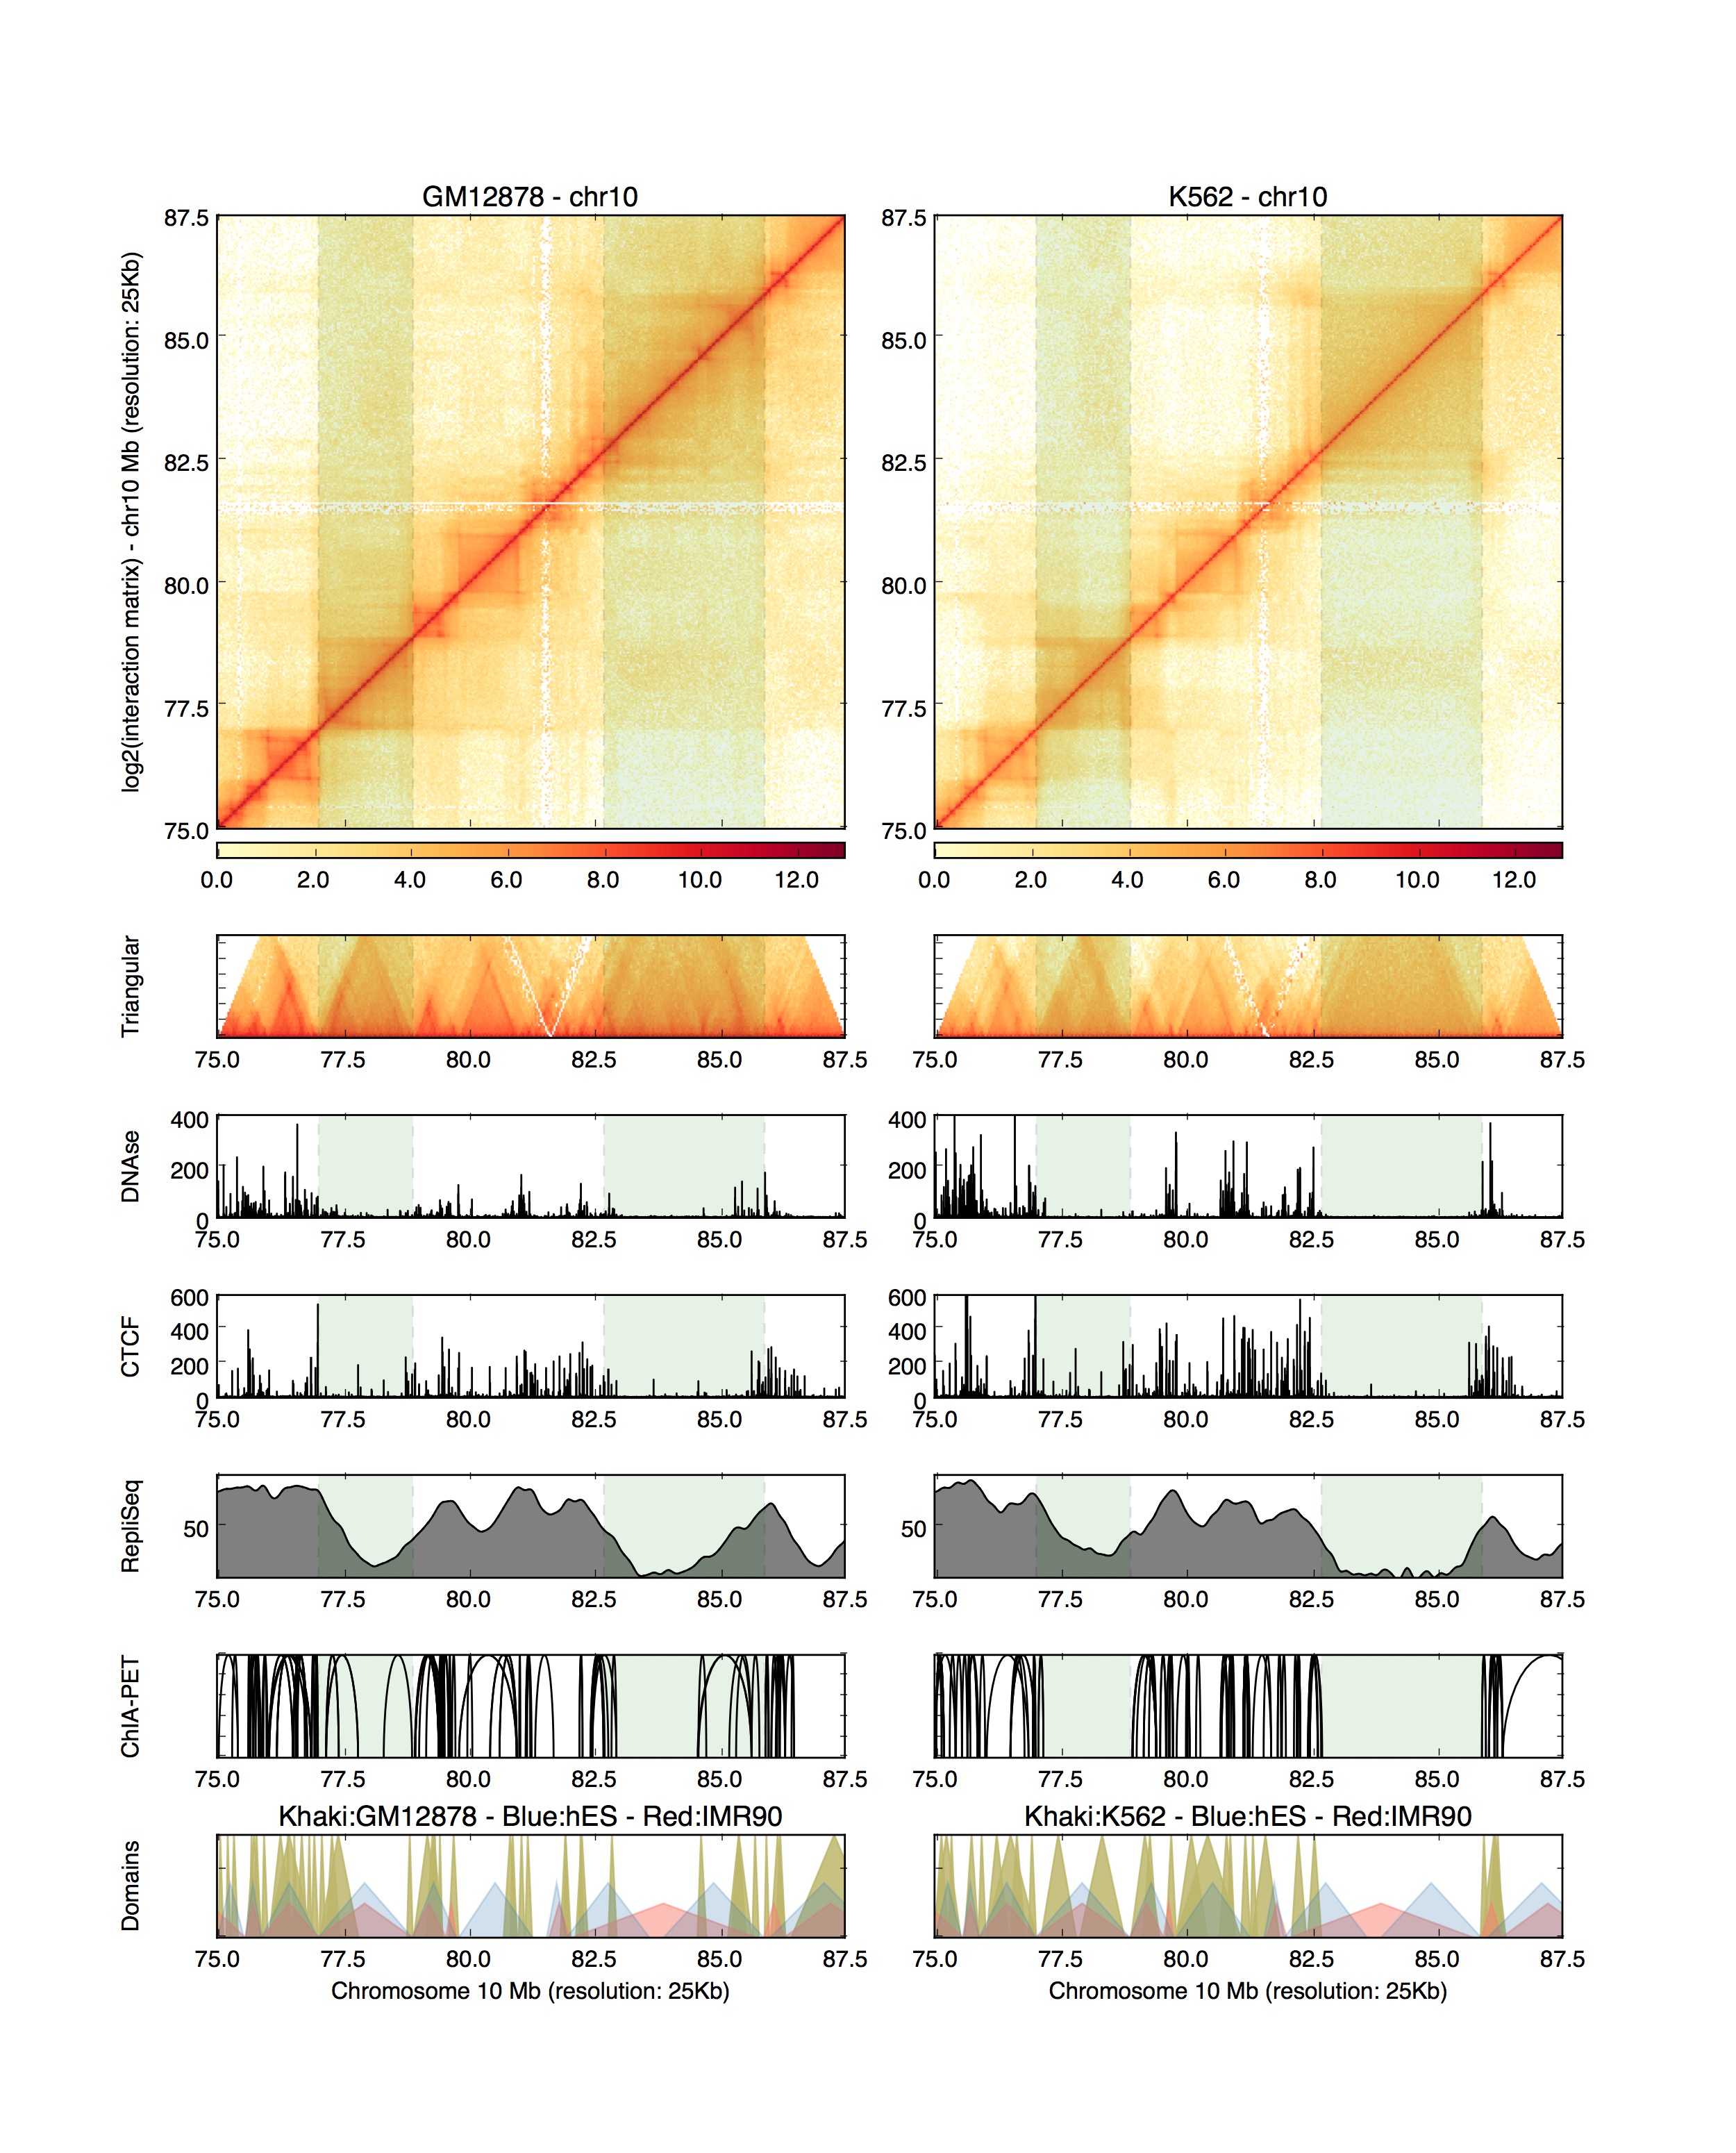 GM12878 - chr10
K562 - chr10
log2(interaction matrix) - chr10 Mb (resolution: 25Kb)
87.5
85.0
82.5
80.0
77.5
75.0
87.5
85.0
82.5
80.0
77.5
75.0
0.0 2.0 4.0 6.0 8.0 10.0 12.0
0.0 2.0 4.0 6.0 8.0 10.0 12.0
Triangular
75.0 77.5 80.0 82.5 85.0 87.5
75.0 77.5 80.0 82.5 85.0 87.5
DNAse
400
200
0
75.0 77.5 80.0 82.5 85.0 87.5
400
200
0
75.0 77.5 80.0 82.5 85.0 87.5
CTCF
600
400
200
0
75.0 77.5 80.0 82.5 85.0 87.5
600
400
200
0
75.0 77.5 80.0 82.5 85.0 87.5
RepliSeq
50
75.0 77.5 80.0 82.5 85.0 87.5
50
75.0 77.5 80.0 82.5 85.0 87.5
ChIA-PET
75.0 77.5 80.0 82.5 85.0 87.5
75.0 77.5 80.0 82.5 85.0 87.5
Khaki:GM12878 - Blue:hES - Red:IMR90
Khaki:K562 - Blue:hES - Red:IMR90
Domains
75.0 77.5 80.0 82.5 85.0 87.5
75.0 77.5 80.0 82.5 85.0 87.5
Chromosome 10 Mb (resolution: 25Kb)
Chromosome 10 Mb (resolution: 25Kb)